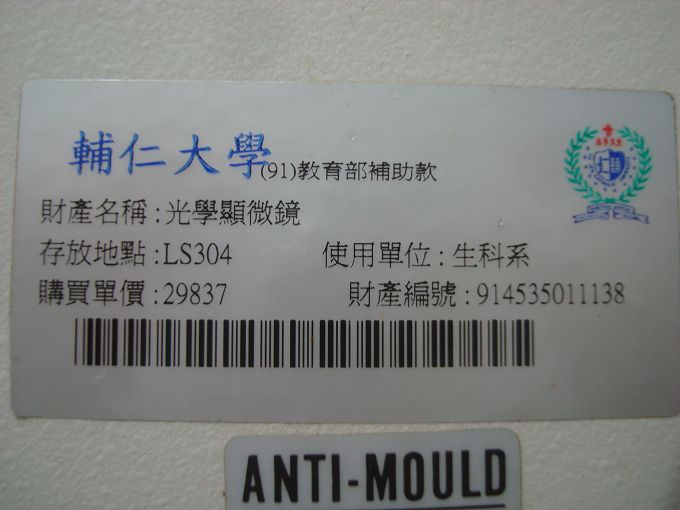 輔仁大學(91)教育部補助款
財產名稱:光學顯微鏡
存放地點:LS304 使用單位:生科系
購買單價:29837 財產編號:914535011138
ANTI-MOULD